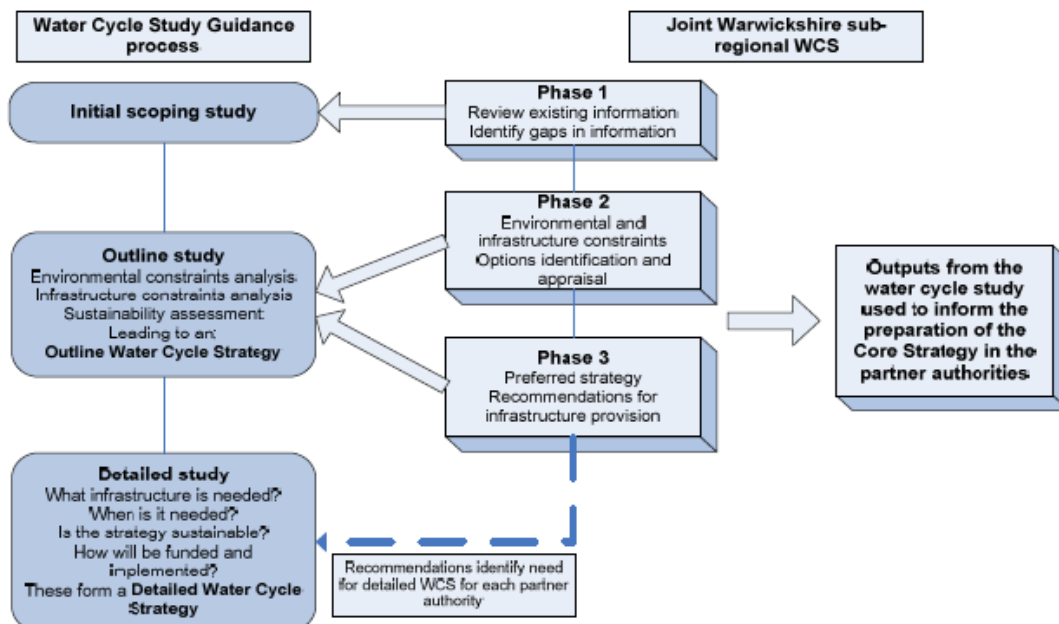 Water Cycle Study Guidance
process
Joint Warwickshire sub-
regional WCS
Initial scoping study
Phase 1
Review existing information
Identify gaps in information
Phase 2
Environmental and
infrastructure constraints
Options identification and
appraisal
Outline study
Environmental constraints analysis
Infrastructure constraints analysis
Sustainability assessment
Leading to an:
Outline Water Cycle Strategy
Phase 3
Preferred strategy
Recommendations for
infrastructure provision
Outputs from the
water cycle study
used to inform the
preparation of the
Core Strategy in the
partner authorities
Detailed study
What infrastructure is needed?
When is it needed?
Is the strategy sustainable?
How will be funded and
implemented?
These form a Detailed Water Cycle
Strategy
Recommendations identify need
for detailed WCS for each partner
authority